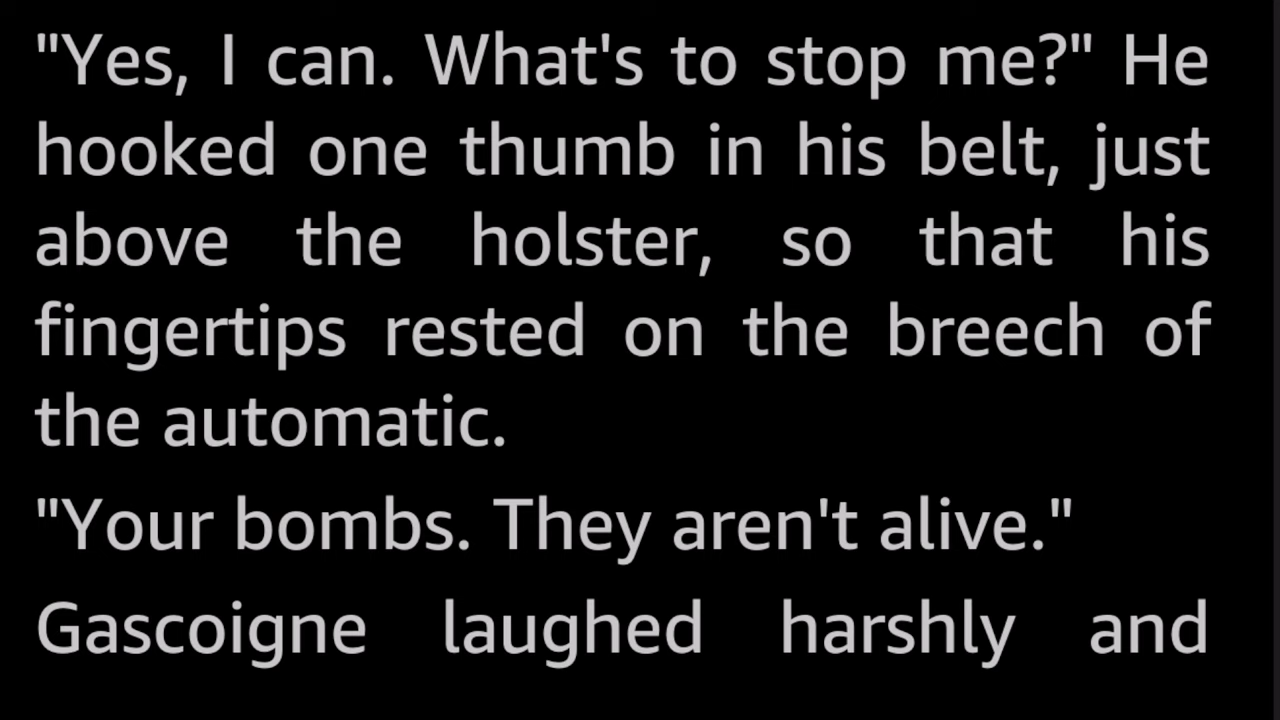 "Yes, I can. What's to stop me?" He
hooked one thumb in his belt, just
above the holster, so that his
fingertips rested on the breech of
the automatic.
"Your bombs. They aren't alive."
Gascoigne laughed harshly and